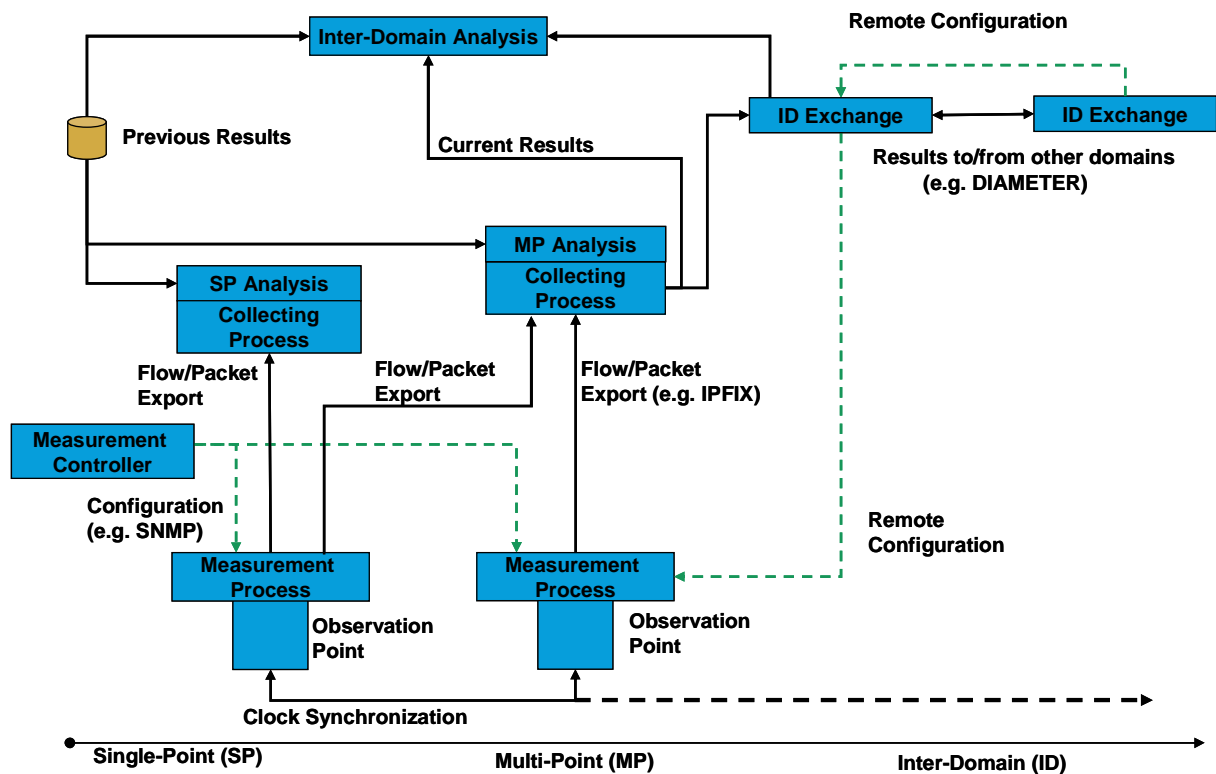 Remote Configuration
Inter-Domain Analysis
ID Exchange
ID Exchange
Previous Results
Current Results
Results to/from other domains
(e.g. DIAMETER)
MP Analysis
Collecting
Process
SP Analysis
Collecting
Process
Flow/Packet
Export
Flow/Packet
Export
Flow/Packet
Export (e.g. IPFIX)
Measurement
Controller
Configuration
(e.g. SNMP)
Remote
Configuration
Measurement
Process
Measurement
Process
Observation
Point
Observation
Point
Clock Synchronization
Single-Point (SP)
Multi-Point (MP)
Inter-Domain (ID)